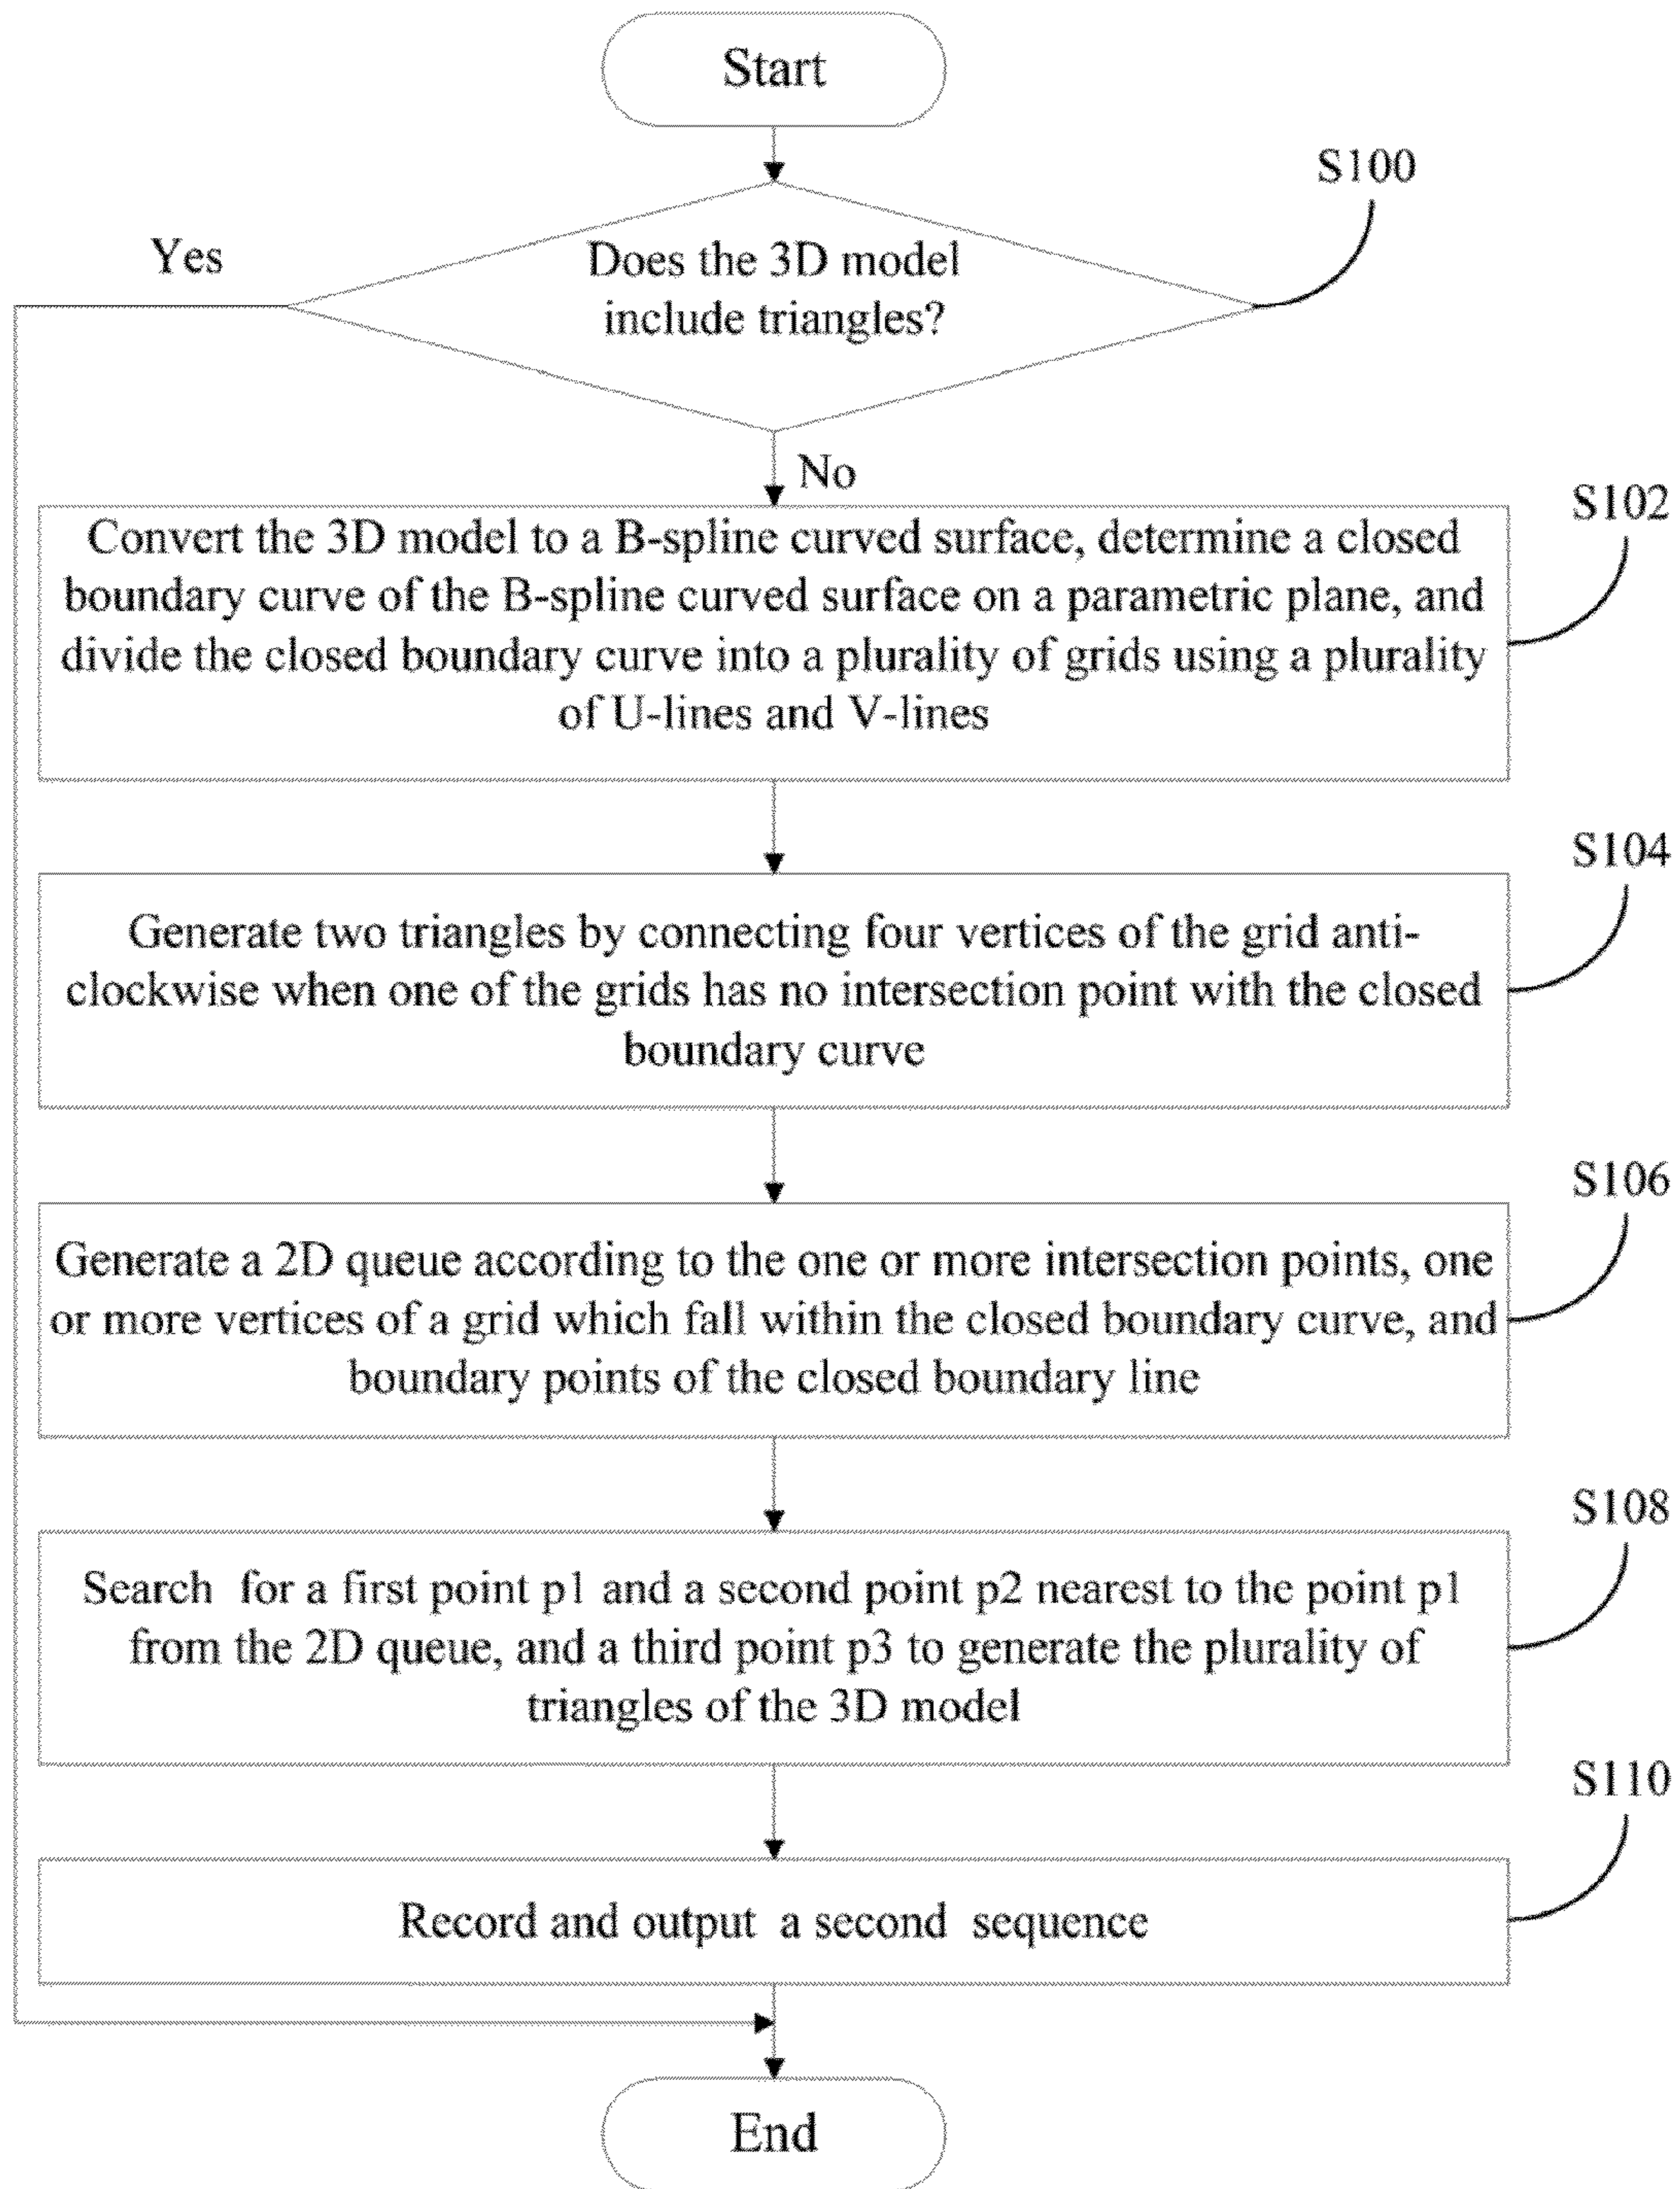 Start
S100
Yes
Does the 3D model
include triangles?
No
S102
Convert the 3D model to a B-spline curved surface, determine a closed
boundary curve of the B-spline curved surface on a parametric plane, and
divide the closed boundary curve into a plurality of grids using a plurality
of U-lines and V-lines
S104
Generate two triangles by connecting four vertices of the grid anti-
clockwise when one of the grids has no intersection point with the closed
boundary curve
S106
Generate a 2D queue according to the one or more intersection points, one
or more vertices of a grid which fall within the closed boundary curve, and
boundary points of the closed boundary line
S108
Search for a first point p1 and a second point p2 nearest to the point p1
from the 2D queue, and a third point p3 to generate the plurality of
triangles of the 3D model
S110
Record and output a second sequence
End